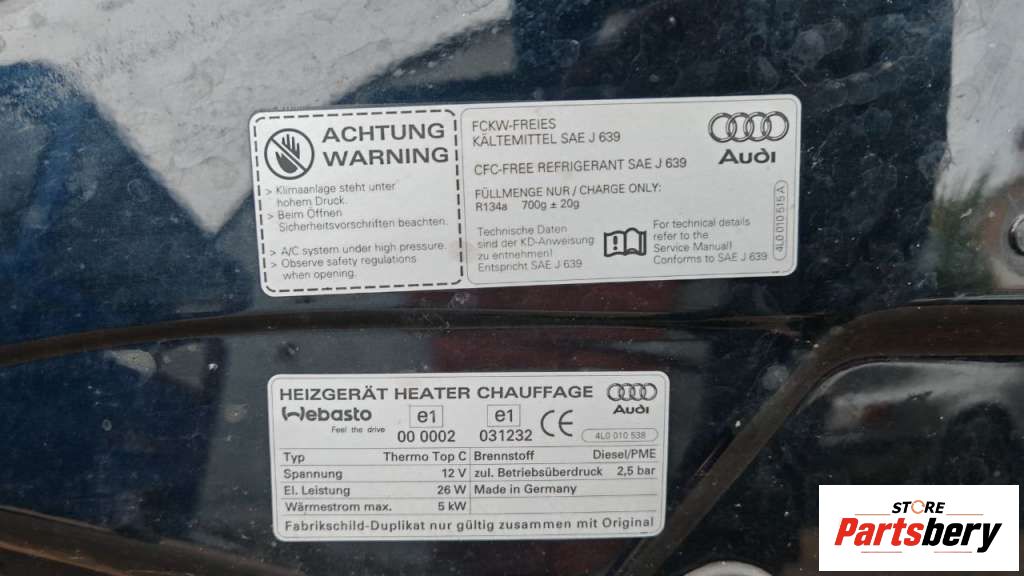 ACHTUNG
WARNING
> Klimaanlage steht unter
hohem Druck.
> Beim Öffnen
Sicherheitsvorschriften beachten.
> A/C system under high pressure.
> Observe safety regulations
when opening.
FCKW-FREIES
KÄLTEMITTEL SAE J 639
CFC-FREE REFRIGERANT SAE J 639
FÜLLMENGE NUR / CHARGE ONLY:
R134a 700g ± 20g
Technische Daten
sind der KD-Anweisung
zu entnehmen!
Entspricht SAE J 639
For technical details
refer to the
Service Manual!
Conforms to SAE J 639
Audi
4L0 010 515 A
HEIZGERÄT HEATER CHAUFFAGE
Audi
Webasto
Feel the drive
e1
00 0002
e1
031232
CE
4L0 010 538
Typ Thermo Top C Brennstoff Diesel/PME
Spannung 12 V zul. Betriebsüberdruck 2,5 bar
El. Leistung 26 W Made in Germany
Wärmestrom max. 5 kW
Fabrikschild-Duplikat nur gültig zusammen mit Original
STORE
Partsbery